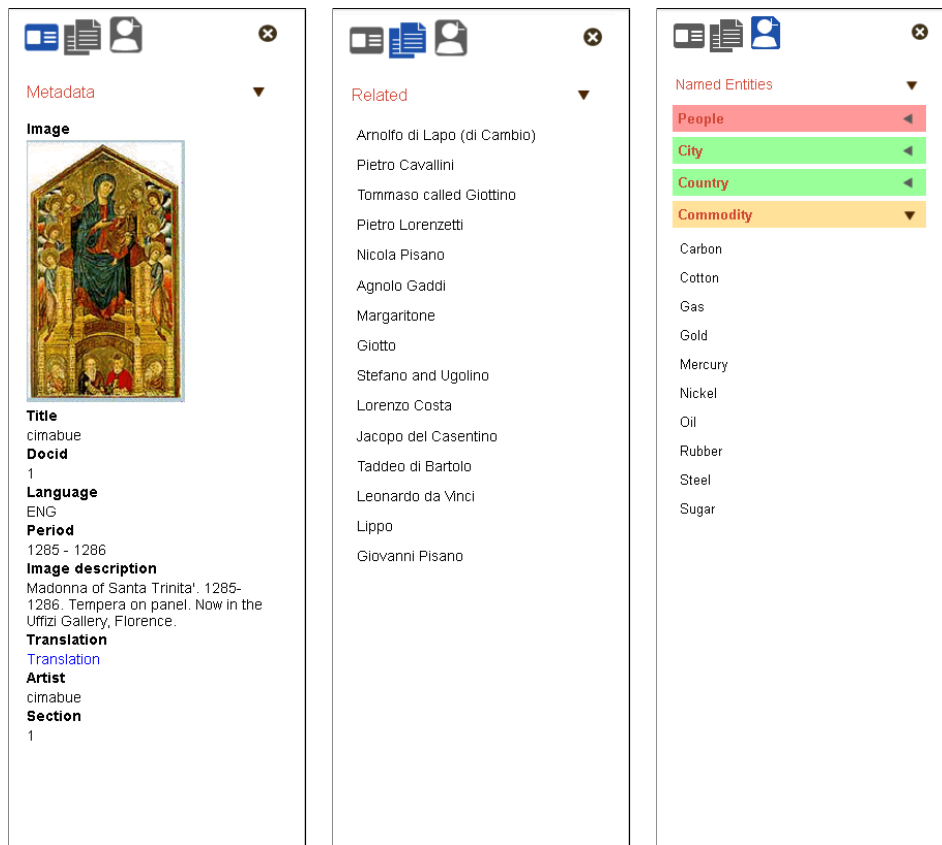 Metadata
Image
Title
cimabue
Docid
1
Language
ENG
Period
1285 - 1286
Image description
Madonna of Santa Trinita'. 1285-
1286. Tempera on panel. Now in the
Uffizi Gallery, Florence.
Translation
Translation
Artist
cimabue
Section
1
Related
Arnolfo di Lapo (di Cambio)
Pietro Cavallini
Tommaso called Giottino
Pietro Lorenzetti
Nicola Pisano
Agnolo Gaddi
Margaritone
Giotto
Stefano and Ugolino
Lorenzo Costa
Jacopo del Casentino
Taddeo di Bartolo
Leonardo da Vinci
Lippo
Giovanni Pisano
Named Entities
People
City
Country
Commodity
Carbon
Cotton
Gas
Gold
Mercury
Nickel
Oil
Rubber
Steel
Sugar